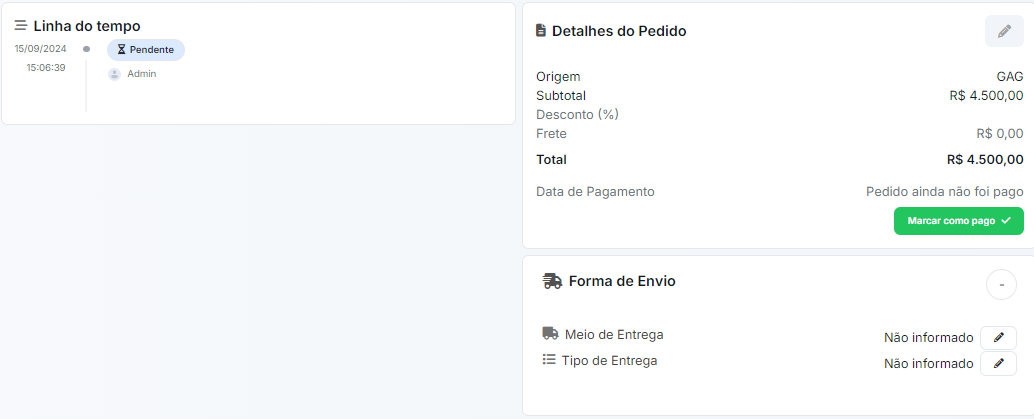 Linha do tempo
15/09/2024
Pendente
15:06:39
Admin
Detalhes do Pedido
Origem GAG
Subtotal R$ 4.500,00
Desconto (%)
Frete R$ 0,00
Total R$ 4.500,00
Data de Pagamento Pedido ainda não foi pago
Marcar como pago
Forma de Envio
-
Meio de Entrega Não informado
Tipo de Entrega Não informado